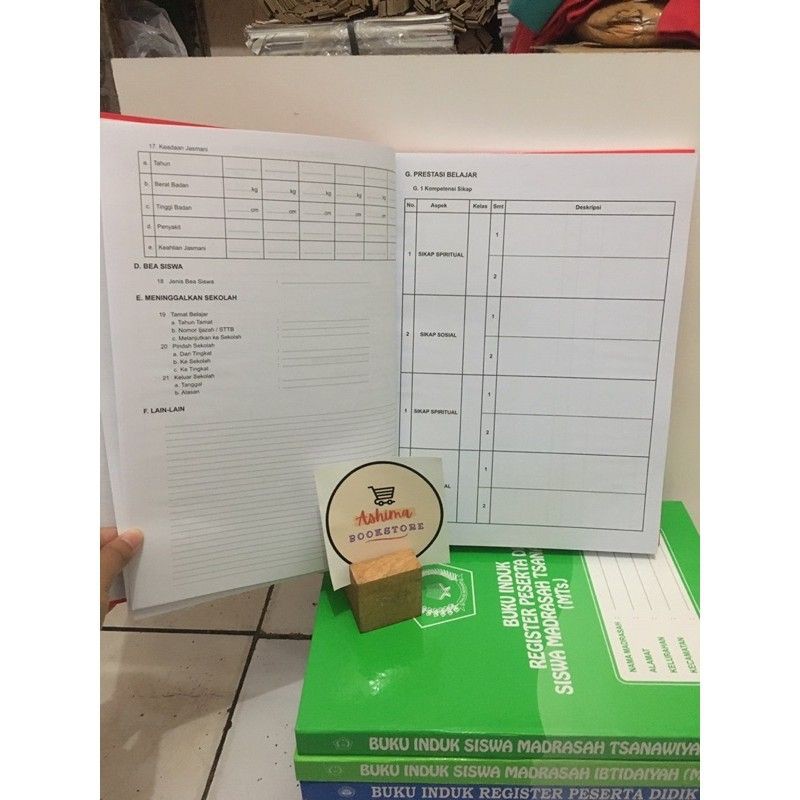 17 Keadaan Jasmani
a. Tahun
b. Berat Badan kg kg kg kg kg
c. Tinggi Badan cm cm cm cm cm
d. Penyakit
e. Keahlian Jasmani
D. BEA SISWA
18 Jenis Bea Siswa :
E. MENINGGALKAN SEKOLAH
19 Tamat Belajar
a. Tahun Tamat :
b. Nomor Ijazah / STTB :
c. Melanjutkan ke Sekolah :
20 Pindah Sekolah
a. Dari Tingkat :
b. Ke Sekolah :
c. Ke Tingkat :
21 Keluar Sekolah
a. Tanggal :
b. Alasan :
F. LAIN-LAIN
G. PRESTASI BELAJAR
G. 1 Kompetensi Sikap
No. Aspek Kelas Smt Deskripsi
1 SIKAP SPIRITUAL 1
2
2 SIKAP SOSIAL 1
2
1 SIKAP SPIRITUAL 1
2
AL 1
2
Ashima
BOOKSTORE
BUKU INDUK
REGISTER PESERTA DI
SISWA MADRASAH TSANA
(MTs)
NAMA MADRASAH :
ALAMAT
KELURAHAN
KECAMATAN
BUKU INDUK SISWA MADRASAH TSANAWIYA
BUKU INDUK SISWA MADRASAH IBTIDAIYAH (M
BUKU INDUK REGISTER PESERTA DIDIK